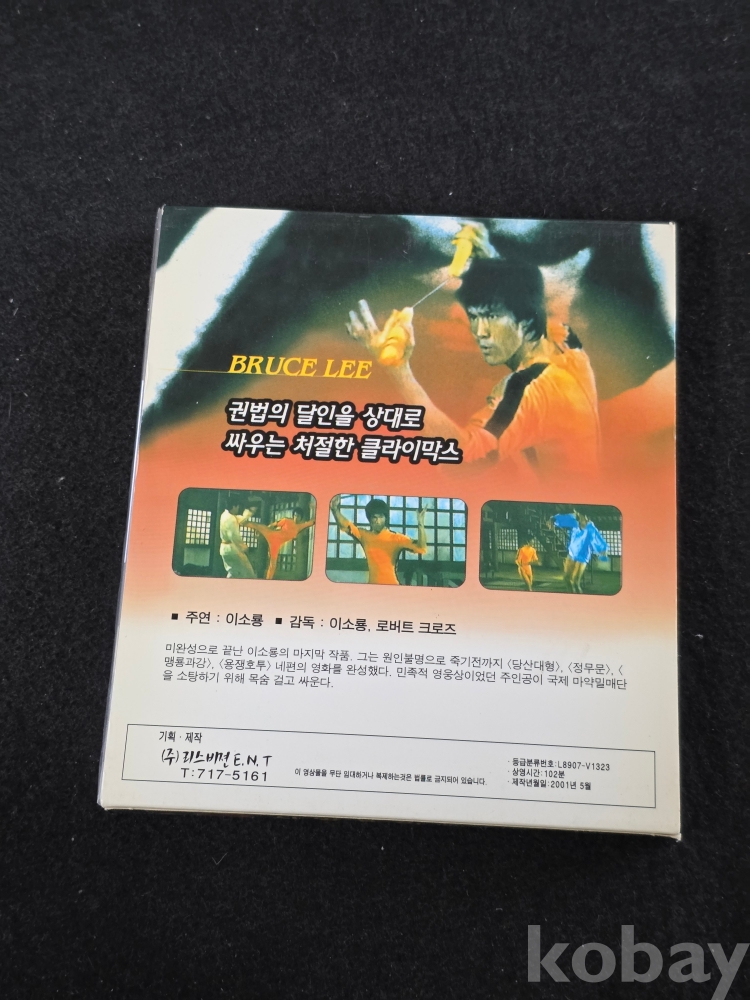 BRUCE LEE
권법의 달인을 상대로
싸우는 처절한 클라이막스
■ 주연 : 이소룡 ■ 감독 : 이소룡, 로버트 크로즈
미완성으로 끝난 이소룡의 마지막 작품. 그는 원인불명으로 죽기전까지 〈당산대형〉, 〈정무문〉, 〈
맹룡과강〉, 〈용쟁호투〉 네편의 영화를 완성했다. 민족적 영웅상이었던 주인공이 국제 마약밀매단
을 소탕하기 위해 목숨 걸고 싸운다.
기획 · 제작
(주) 리스비젼 E.N.T
T:717-5161
이 영상물을 무단 임대하거나 복제하는것은 법률로 금지되어 있습니다.
· 등급분류번호: L8907-V1323
· 상영시간: 102분
· 제작년월일: 2001년 5월
kobay